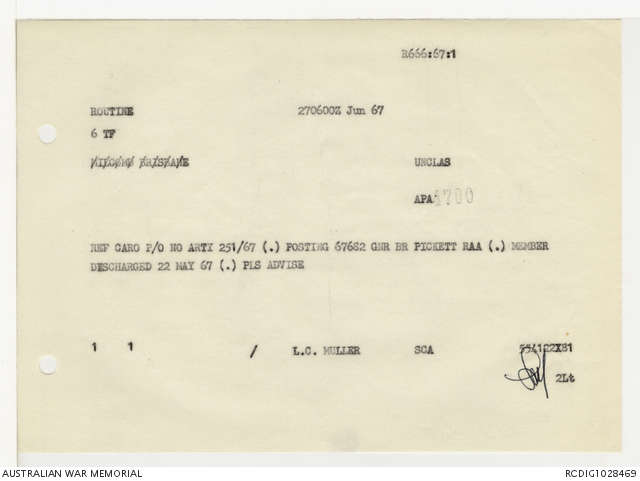 R666:67:1
ROUTINE 270600Z Jun 67
6 TF
UNCLAS
APA 4700
REF CARO P/O NO ARTY 251/67 (.) POSTING 67682 GNR BR PICKETT RAA (.) MEMBER
DESCHARGED 22 MAY 67 (.) PLS ADVISE
1 1 / L.C. MULLER SCA
2Lt
AUSTRALIAN WAR MEMORIAL RCDIG1028469